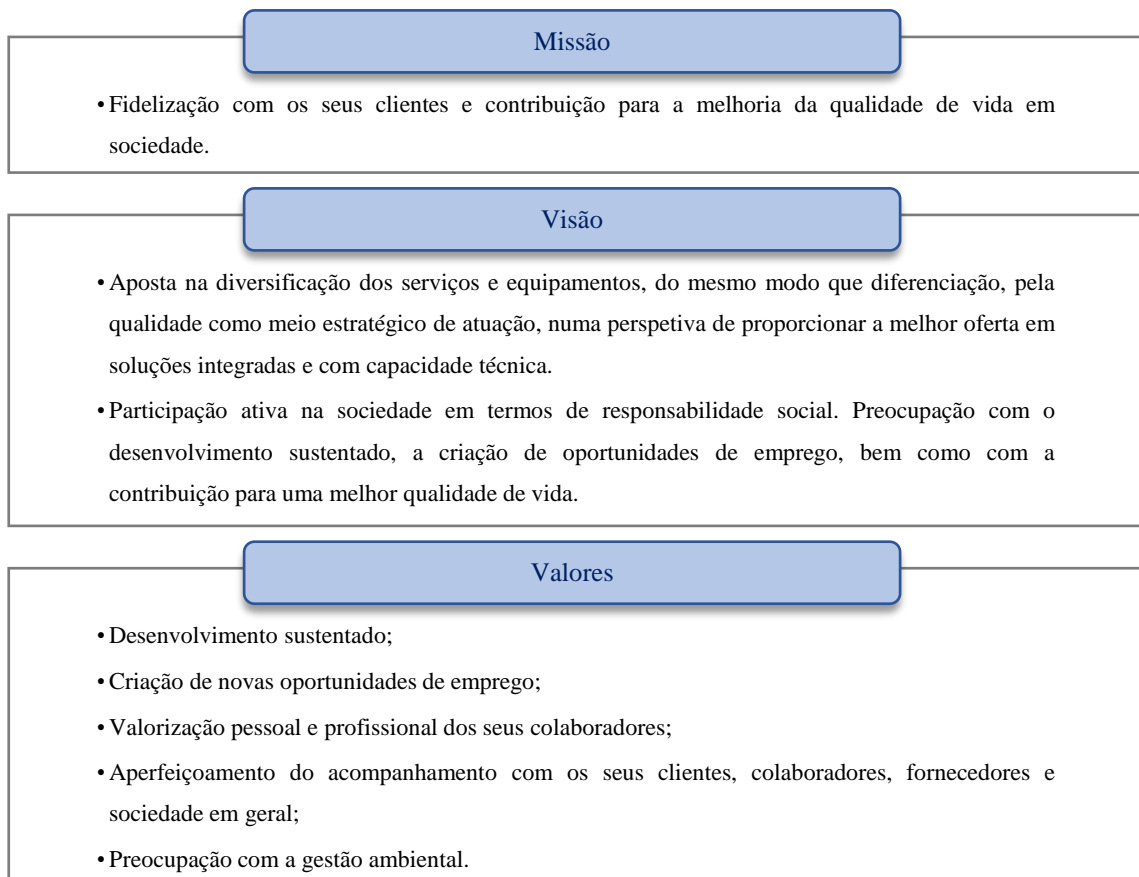 Missão
•Fidelização com os seus clientes e contribuição para a melhoria da qualidade de vida em
sociedade.
Visão
•Aposta na diversificação dos serviços e equipamentos, do mesmo modo que diferenciação, pela
qualidade como meio estratégico de atuação, numa perspetiva de proporcionar a melhor oferta em
soluções integradas e com capacidade técnica.
•Participação ativa na sociedade em termos de responsabilidade social. Preocupação com o
desenvolvimento sustentado, a criação de oportunidades de emprego, bem como com a
contribuição para uma melhor qualidade de vida.
Valores
•Desenvolvimento sustentado;
•Criação de novas oportunidades de emprego;
•Valorização pessoal e profissional dos seus colaboradores;
•Aperfeiçoamento do acompanhamento com os seus clientes, colaboradores, fornecedores e
sociedade em geral;
•Preocupação com a gestão ambiental.